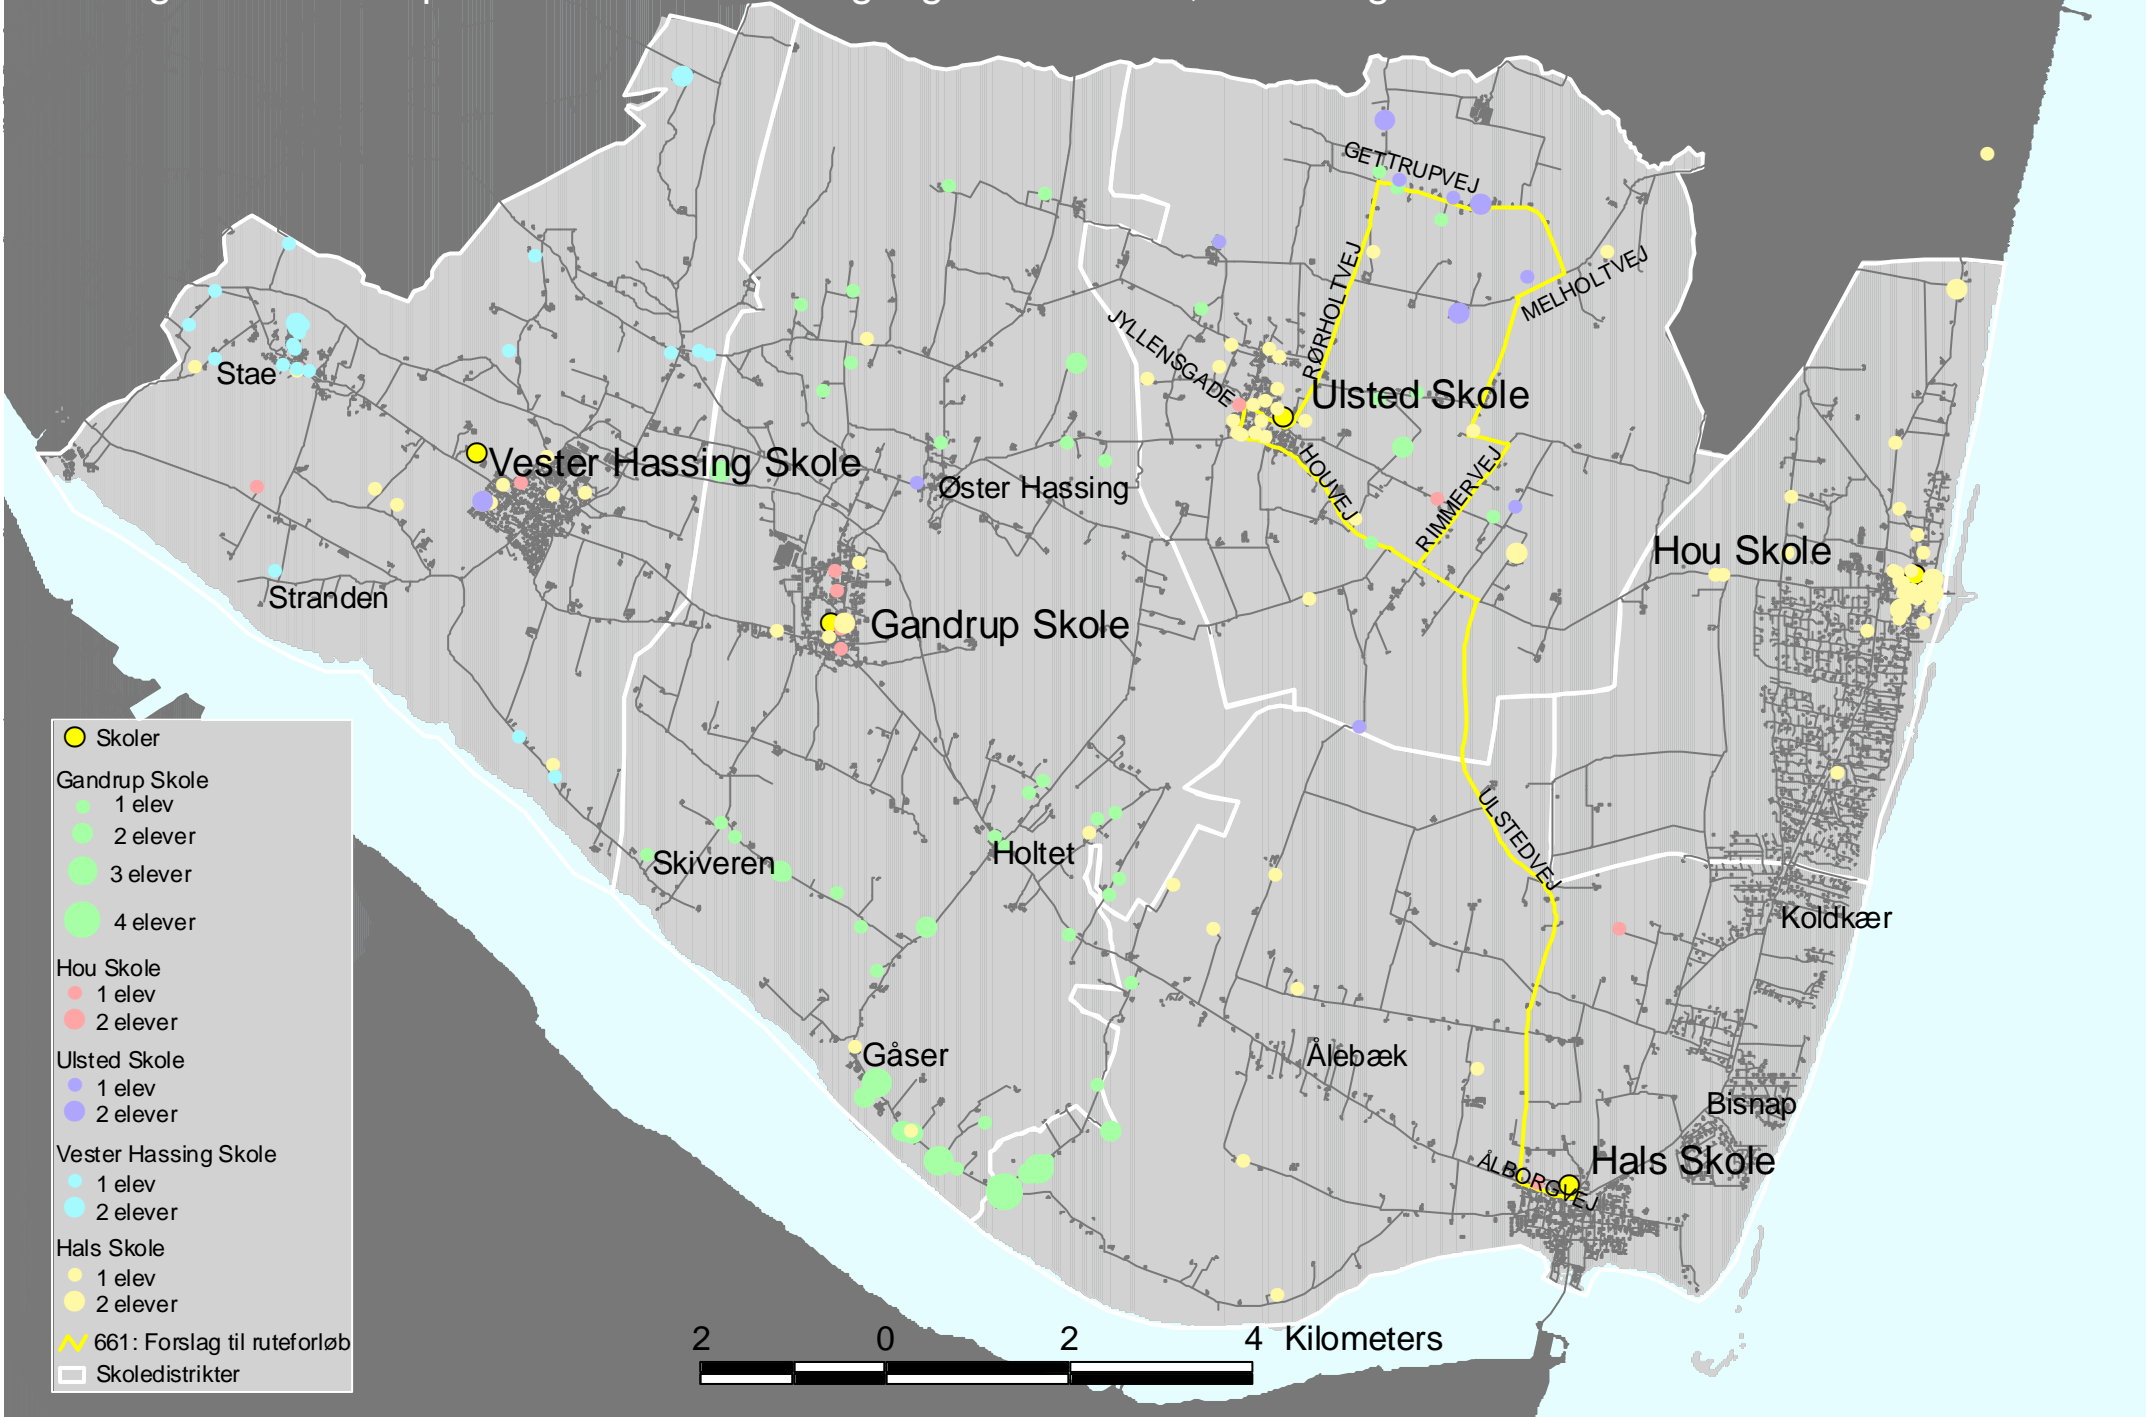 GETTRUPVEJ
RØRHOLTVEJ
MELHOLTVEJ
JYLLENSGADE
Stae
Ulsted Skole
Vester Hassing Skole
Øster Hassing
HOUVEJ
RIMMERVEJ
Hou Skole
Stranden
Gandrup Skole
ULSTEDVEJ
Skiveren
Holtet
Koldkær
Gåser
Ålebæk
Bisnap
Hals Skole
ÅLBORGVEJ
Skoler
Gandrup Skole
1 elev
2 elever
3 elever
4 elever
Hou Skole
1 elev
2 elever
Ulsted Skole
1 elev
2 elever
Vester Hassing Skole
1 elev
2 elever
Hals Skole
1 elev
2 elever
661: Forslag til ruteforløb
Skoledistrikter
2 0 2 4 Kilometers